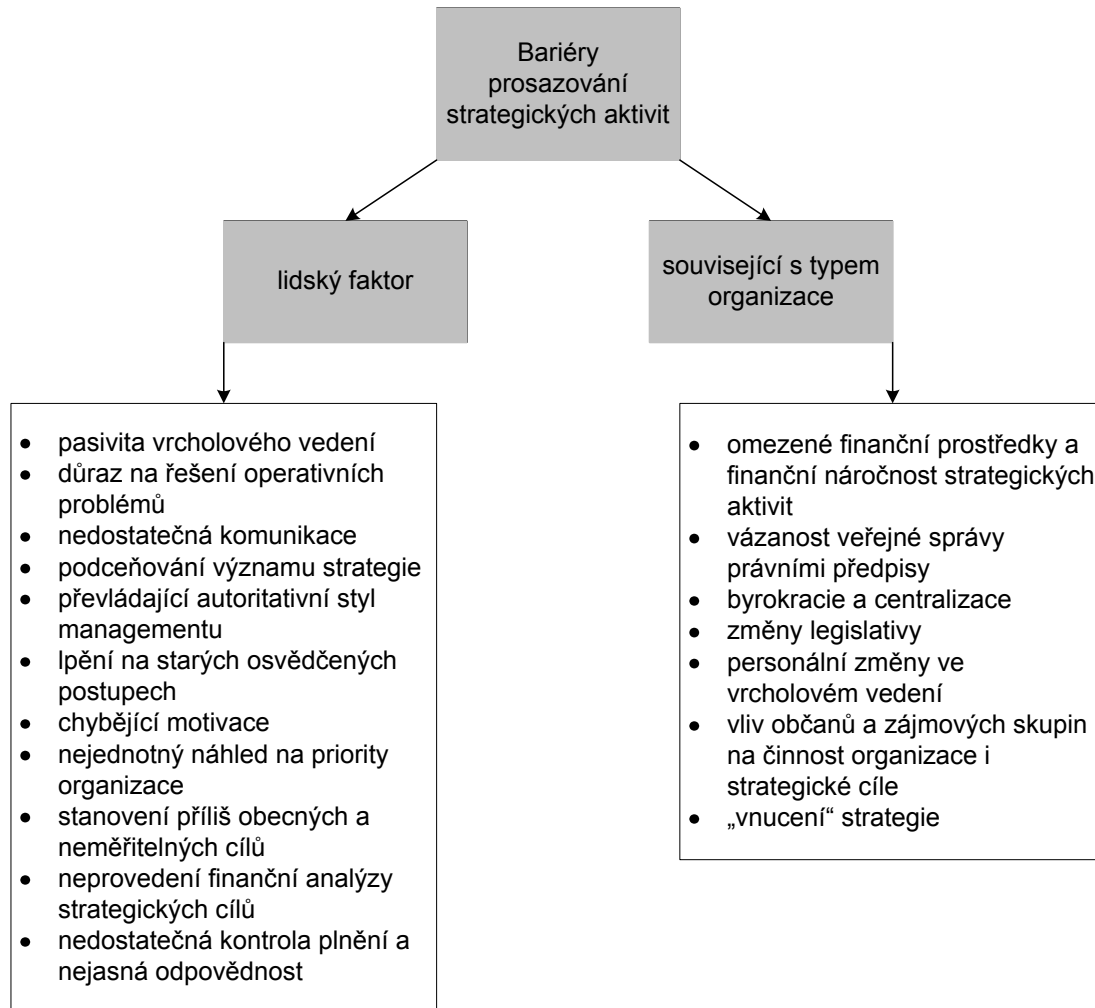 Bariéry
prosazování
strategických aktivit
lidský faktor
související s typem
organizace
• pasivita vrcholového vedení
• důraz na řešení operativních
problémů
• nedostatečná komunikace
• podceňování významu strategie
• převládající autoritativní styl
managementu
• lpění na starých osvědčených
postupech
• chybějící motivace
• nejednotný náhled na priority
organizace
• stanovení příliš obecných a
neměřitelných cílů
• neprovedení finanční analýzy
strategických cílů
• nedostatečná kontrola plnění a
nejasná odpovědnost
• omezené finanční prostředky a
finanční náročnost strategických
aktivit
• vázanost veřejné správy
právními předpisy
• byrokracie a centralizace
• změny legislativy
• personální změny ve
vrcholovém vedení
• vliv občanů a zájmových skupin
na činnost organizace i
strategické cíle
• „vnucení“ strategie